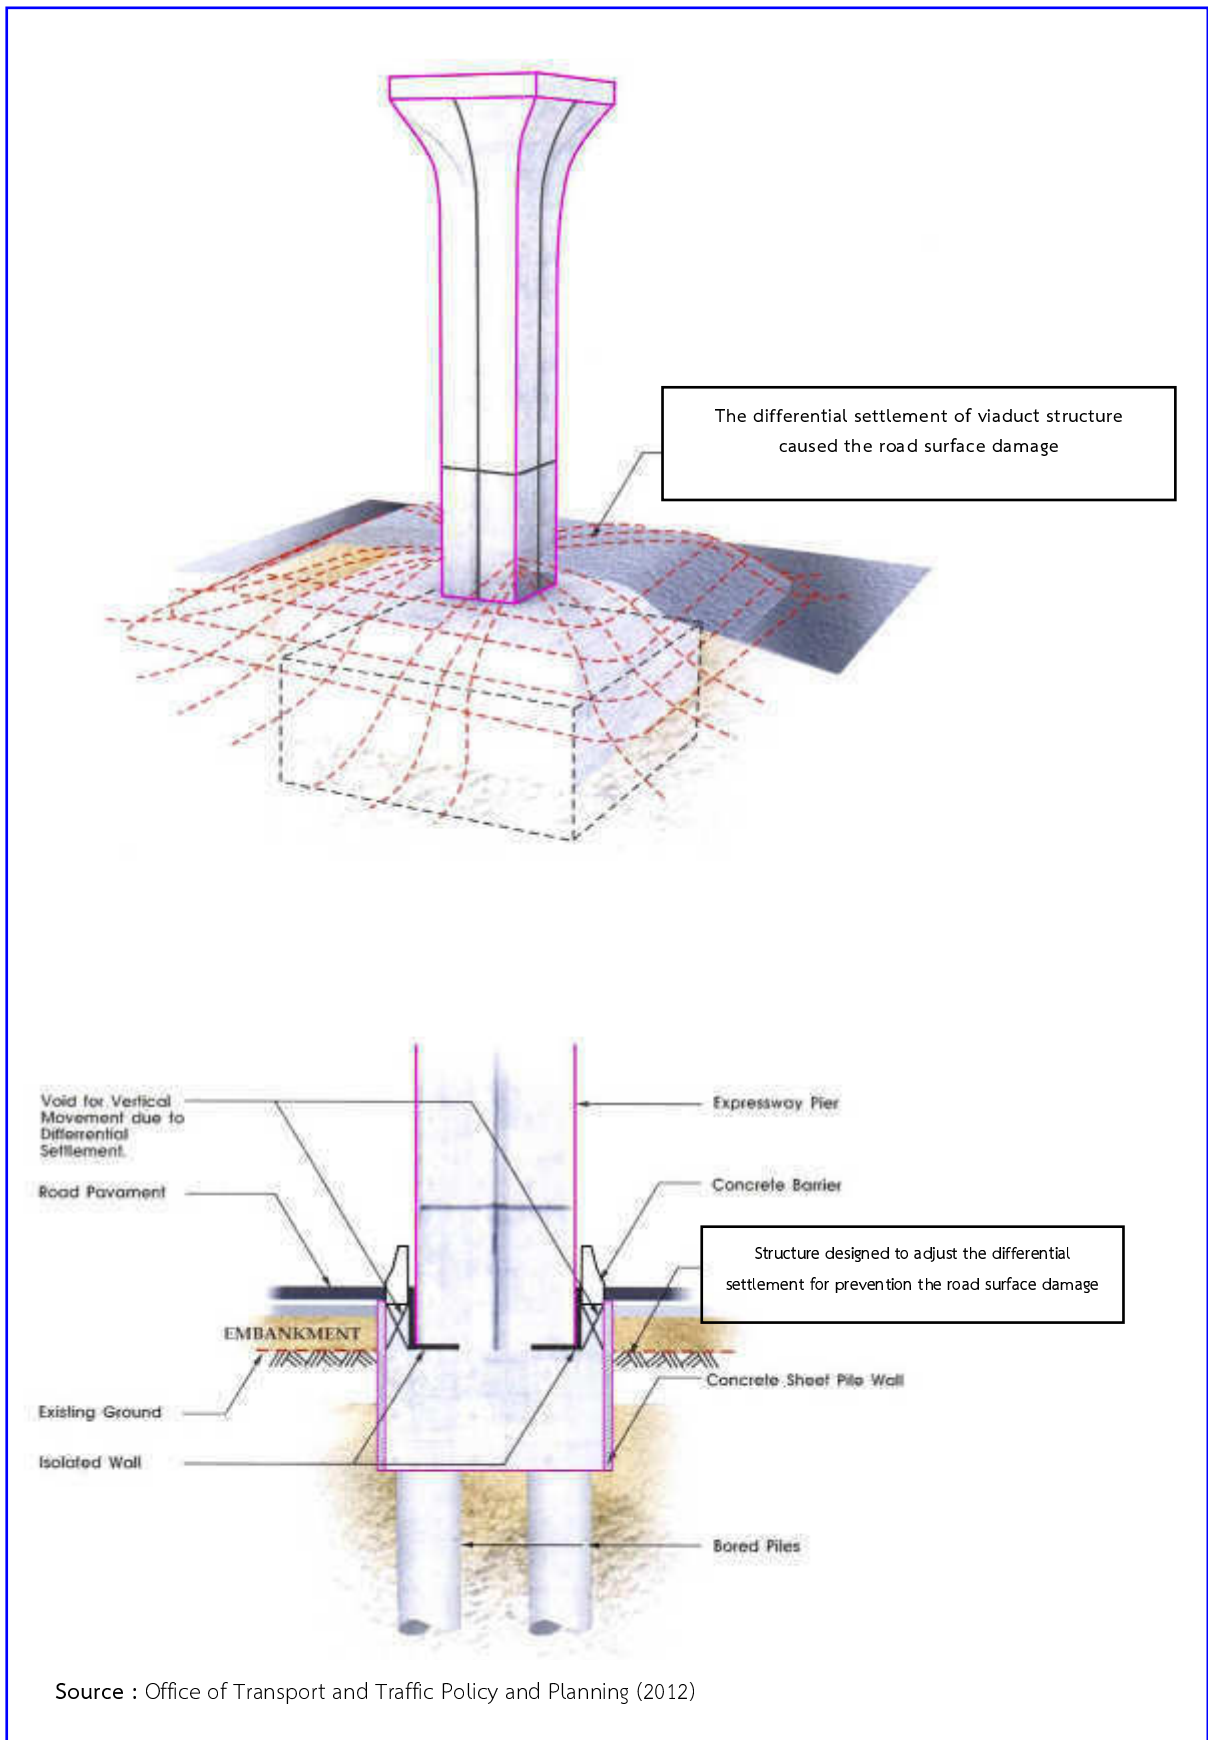 The differential settlement of viaduct structure
caused the road surface damage
Void for Vertical
Movement due to
Differrential
Settlement.
Road Pavament
EMBANKMENT
Existing Ground
Isolated Wall
Expressway Pier
Concrete Barrier
Structure designed to adjust the differential
settlement for prevention the road surface damage
Concrete Sheet Pile Wall
Bored Piles
Source : Office of Transport and Traffic Policy and Planning (2012)